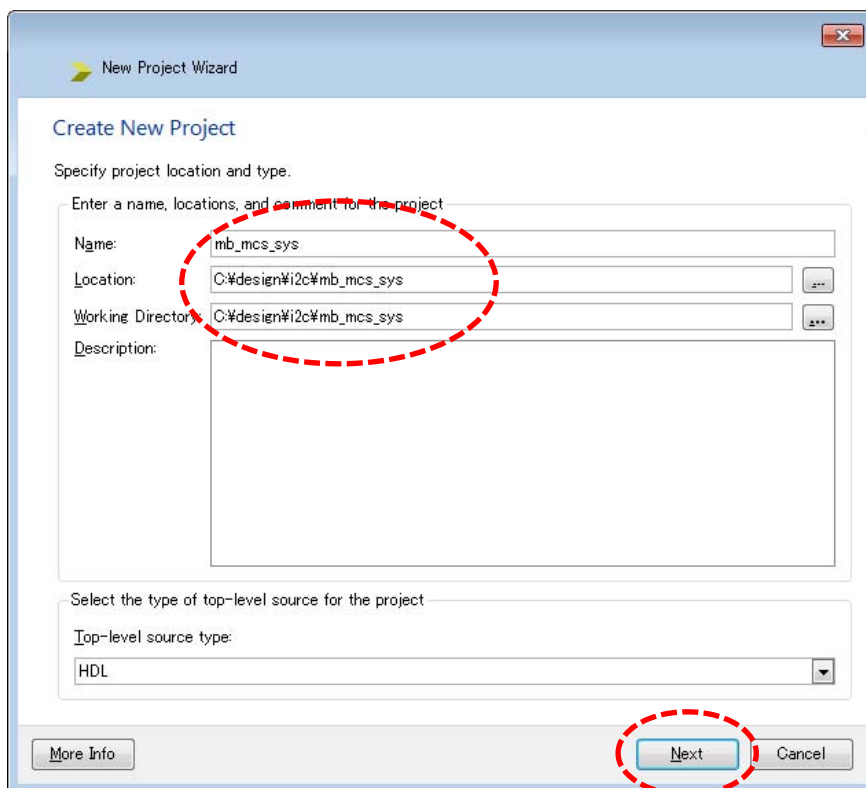 New Project Wizard
Create New Project
Specify project location and type.
Enter a name, locations, and comment for the project
Name: mb_mcs_sys
Location: C:¥design¥i2c¥mb_mcs_sys ...
Working Directory: C:¥design¥i2c¥mb_mcs_sys ...
Description:
Select the type of top-level source for the project
Top-level source type:
HDL
More Info Next Cancel